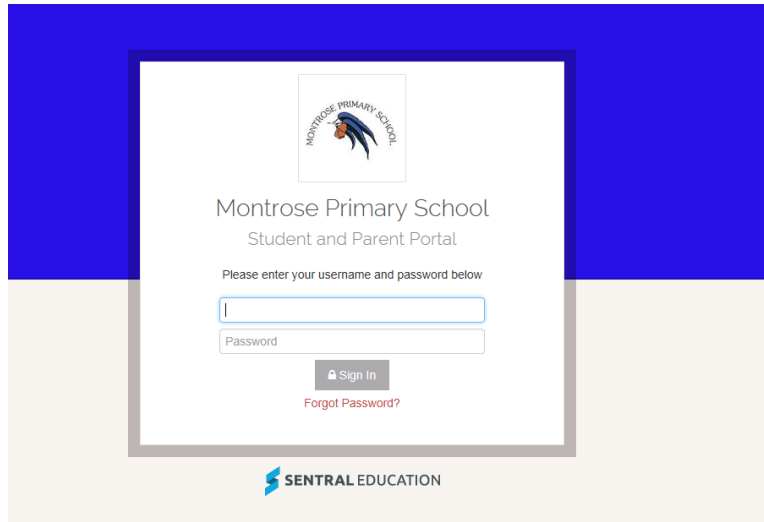 MONTROSE PRIMARY SCHOOL
Montrose Primary School
Student and Parent Portal
Please enter your username and password below
Password
Sign In
Forgot Password?
SENTRAL EDUCATION